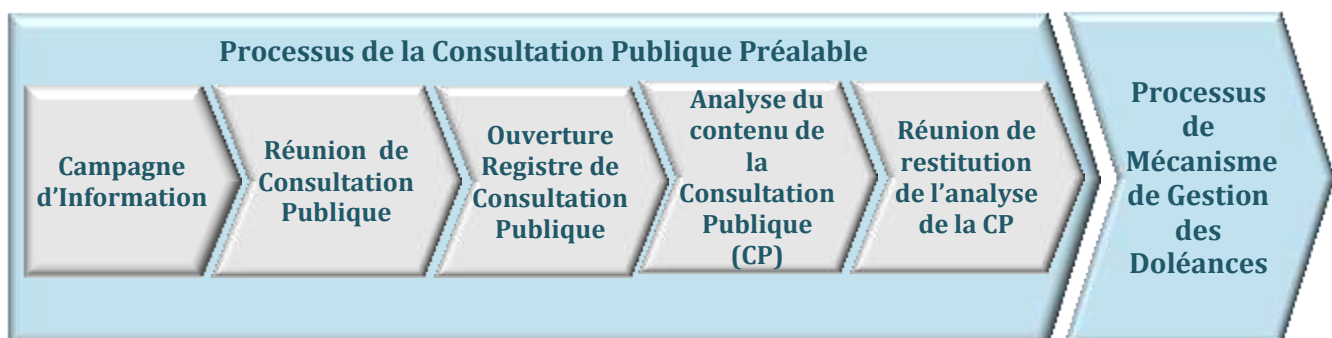 Processus de la Consultation Publique Préalable
Campagne
d'Information
Réunion de
Consultation
Publique
Ouverture
Registre de
Consultation
Publique
Analyse du
contenu de
la
Consultation
Publique
(CP)
Réunion de
restitution
de l'analyse
de la CP
Processus
de
Mécanisme
de Gestion
des
Doléances